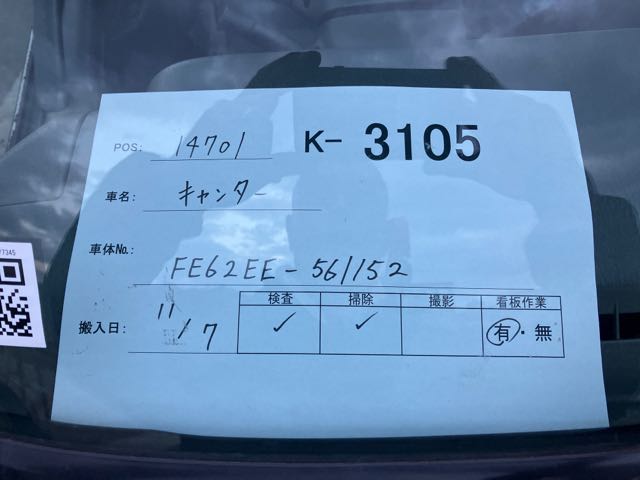 POS: 14701 K- 3105
車名: キャンター
車体No.: FE62EE-561152
検査 掃除 撮影 看板作業
搬入日: 11/7 ✓ ✓ 有・無
7345